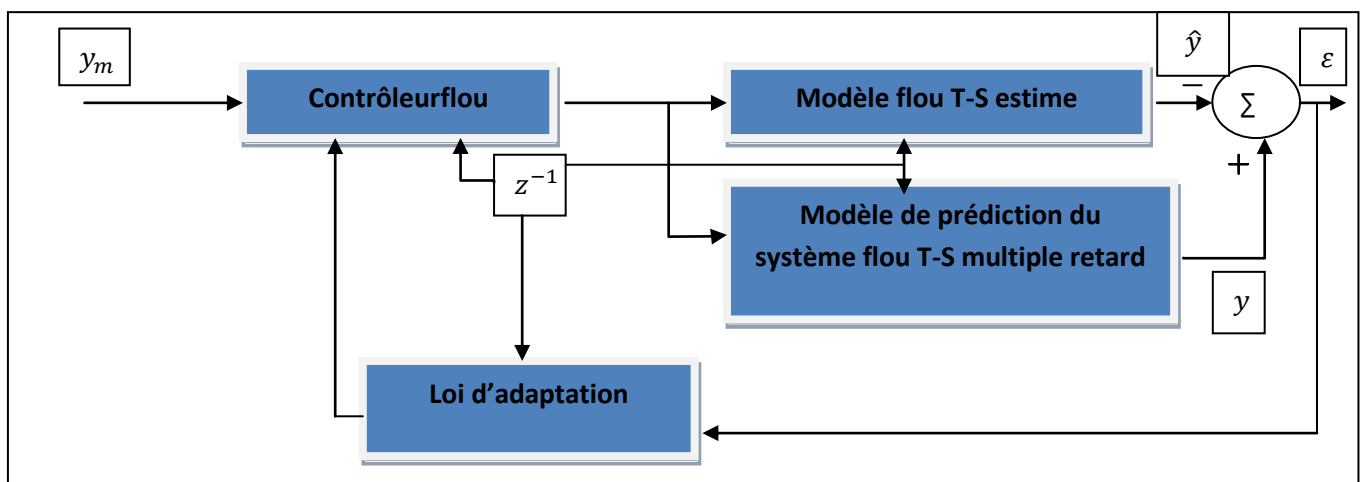 y_m
Contrôleurflou
Modèle flou T-S estime
ŷ
−
Σ
ε
+
z⁻¹
Modèle de prédiction du
système flou T-S multiple retard
y
Loi d’adaptation